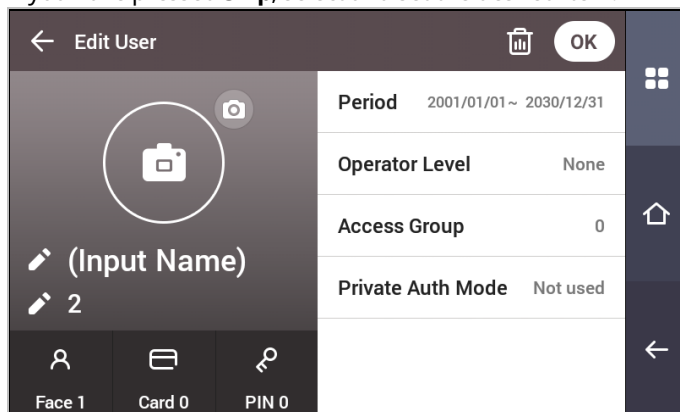 Edit User
OK
Period 2001/01/01~ 2030/12/31
Operator Level None
Access Group 0
Private Auth Mode Not used
(Input Name)
2
Face 1 Card 0 PIN 0